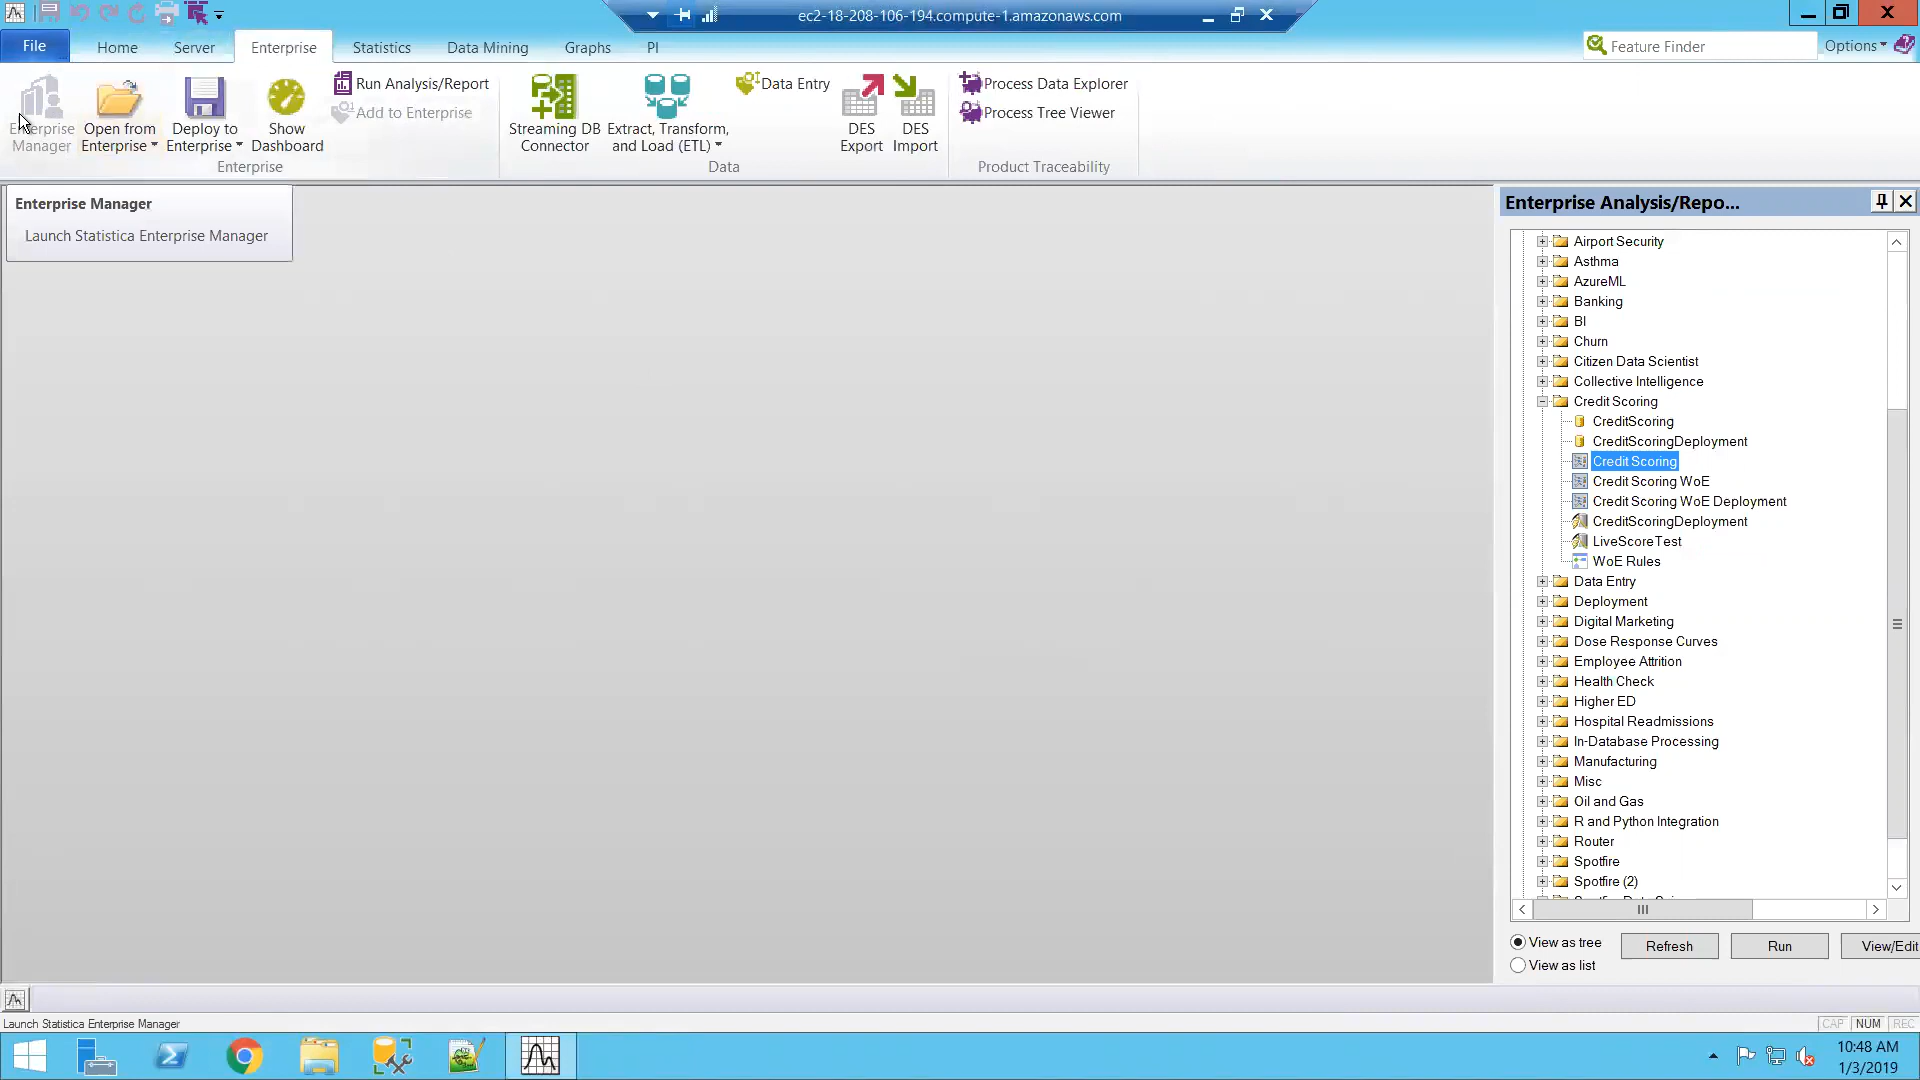 ec2-18-208-106-194.compute-1.amazonaws.com
File
Home
Server
Enterprise
Statistics
Data Mining
Graphs
PI
Feature Finder
Options
Enterprise
Manager
Open from
Enterprise
Deploy to
Enterprise
Show
Dashboard
Run Analysis/Report
Add to Enterprise
Enterprise
Streaming DB
Connector
Extract, Transform,
and Load (ETL)
Data Entry
DES
Export
DES
Import
Data
Process Data Explorer
Process Tree Viewer
Product Traceability
Enterprise Manager
Launch Statistica Enterprise Manager
Enterprise Analysis/Repo...
Airport Security
Asthma
AzureML
Banking
BI
Churn
Citizen Data Scientist
Collective Intelligence
Credit Scoring
CreditScoring
CreditScoringDeployment
Credit Scoring
Credit Scoring WoE
Credit Scoring WoE Deployment
CreditScoringDeployment
LiveScoreTest
WoE Rules
Data Entry
Deployment
Digital Marketing
Dose Response Curves
Employee Attrition
Health Check
Higher ED
Hospital Readmissions
In-Database Processing
Manufacturing
Misc
Oil and Gas
R and Python Integration
Router
Spotfire
Spotfire (2)
View as tree
View as list
Refresh
Run
View/Edit
Launch Statistica Enterprise Manager
CAP
NUM
REC
10:48 AM
1/3/2019